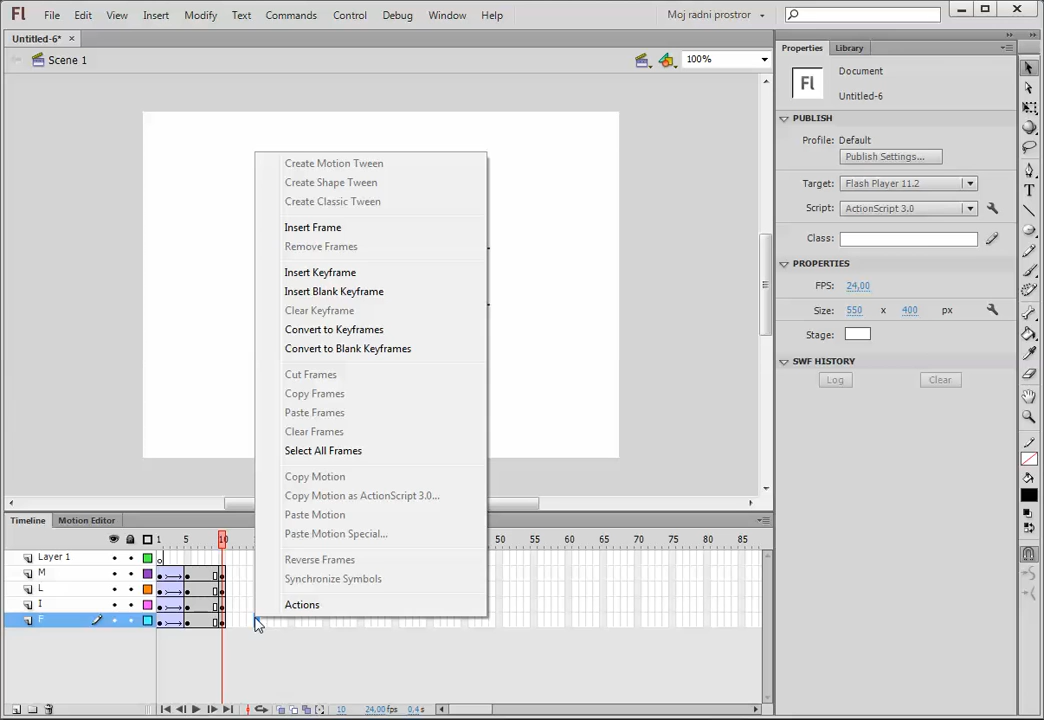 Fl File Edit View Insert Modify Text Commands Control Debug Window Help Moj radni prostor
Untitled-6* ×
Scene 1 100%
Create Motion Tween
Create Shape Tween
Create Classic Tween
Insert Frame
Remove Frames
Insert Keyframe
Insert Blank Keyframe
Clear Keyframe
Convert to Keyframes
Convert to Blank Keyframes
Cut Frames
Copy Frames
Paste Frames
Clear Frames
Select All Frames
Copy Motion
Copy Motion as ActionScript 3.0...
Paste Motion
Paste Motion Special...
Reverse Frames
Synchronize Symbols
Actions
Properties Library
Fl Document
Untitled-6
PUBLISH
Profile: Default
Publish Settings...
Target: Flash Player 11.2
Script: ActionScript 3.0
Class:
PROPERTIES
FPS: 24,00
Size: 550 x 400 px
Stage:
SWF HISTORY
Log Clear
Timeline Motion Editor
1 5 10 50 55 60 65 70 75 80 85
Layer 1
M
L
I
F
10 24,00 fps 0,4 s